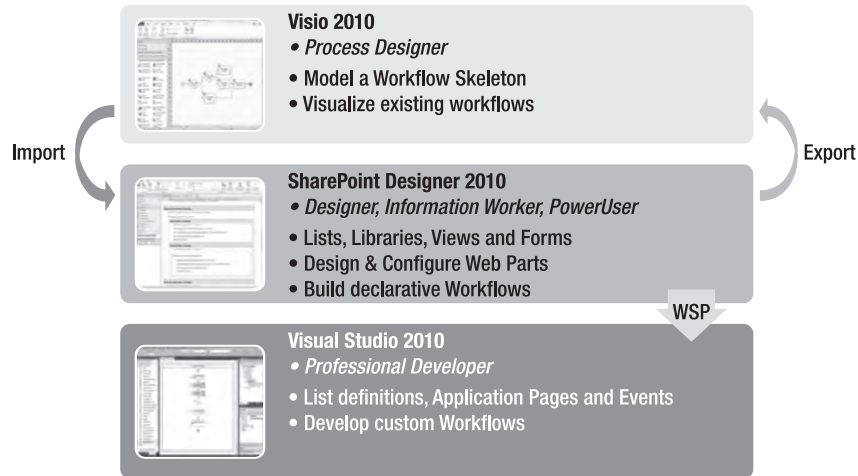 Visio 2010
• Process Designer
• Model a Workflow Skeleton
• Visualize existing workflows
Import
Export
SharePoint Designer 2010
• Designer, Information Worker, PowerUser
• Lists, Libraries, Views and Forms
• Design & Configure Web Parts
• Build declarative Workflows
WSP
Visual Studio 2010
• Professional Developer
• List definitions, Application Pages and Events
• Develop custom Workflows